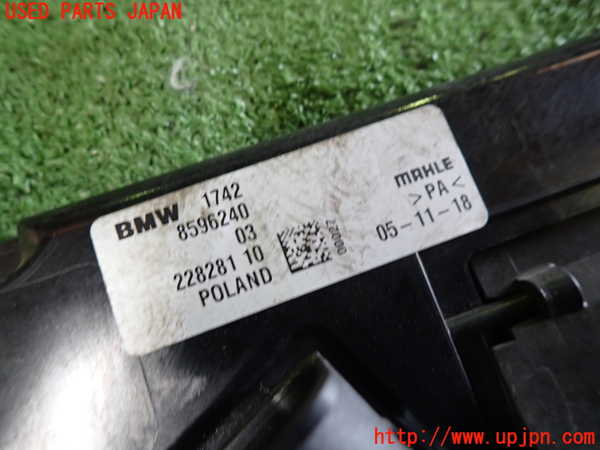 USED PARTS JAPAN
BMW 1742
8596240
03
228281 10
POLAND
00027
MAHLE
>PA<
05-11-18
http://www.upjpn.com/